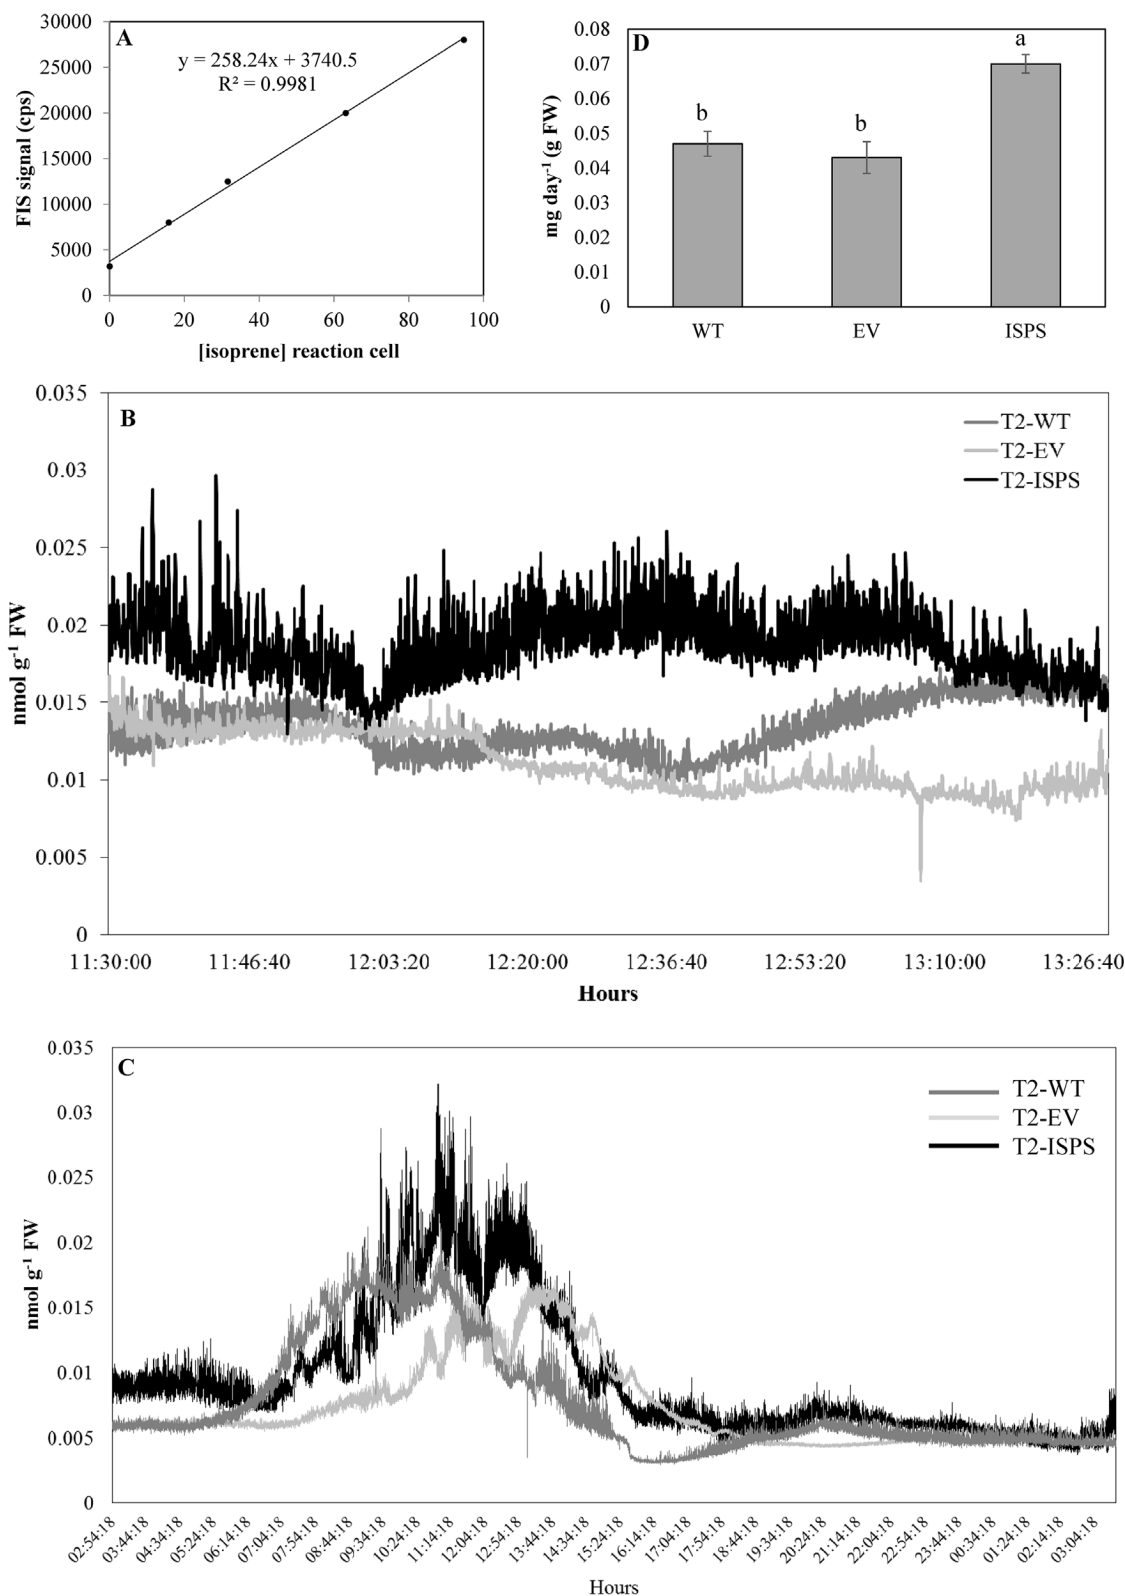 A
y = 258.24x + 3740.5
R² = 0.9981
FIS signal (cps)
30000
25000
20000
15000
10000
5000
0
0 20 40 60 80 100
[isoprene] reaction cell
D
mg day⁻¹ (g FW)
0.08
0.07
0.06
0.05
0.04
0.03
0.02
0.01
0
b b a
WT EV ISPS
B
nmol g⁻¹ FW
0.035
0.03
0.025
0.02
0.015
0.01
0.005
0
T2-WT
T2-EV
T2-ISPS
11:30:00 11:46:40 12:03:20 12:20:00 12:36:40 12:53:20 13:10:00 13:26:40
Hours
C
nmol g⁻¹ FW
0.035
0.03
0.025
0.02
0.015
0.01
0.005
0
T2-WT
T2-EV
T2-ISPS
02:54:18 03:44:18 04:34:18 05:24:18 06:14:18 07:04:18 07:54:18 08:44:18 09:34:18 10:24:18 11:14:18 12:04:18 12:54:18 13:44:18 14:34:18 15:24:18 16:14:18 17:04:18 17:54:18 18:44:18 19:34:18 20:24:18 21:14:18 22:04:18 22:54:18 23:44:18 00:34:18 01:24:18 02:14:18 03:04:18
Hours